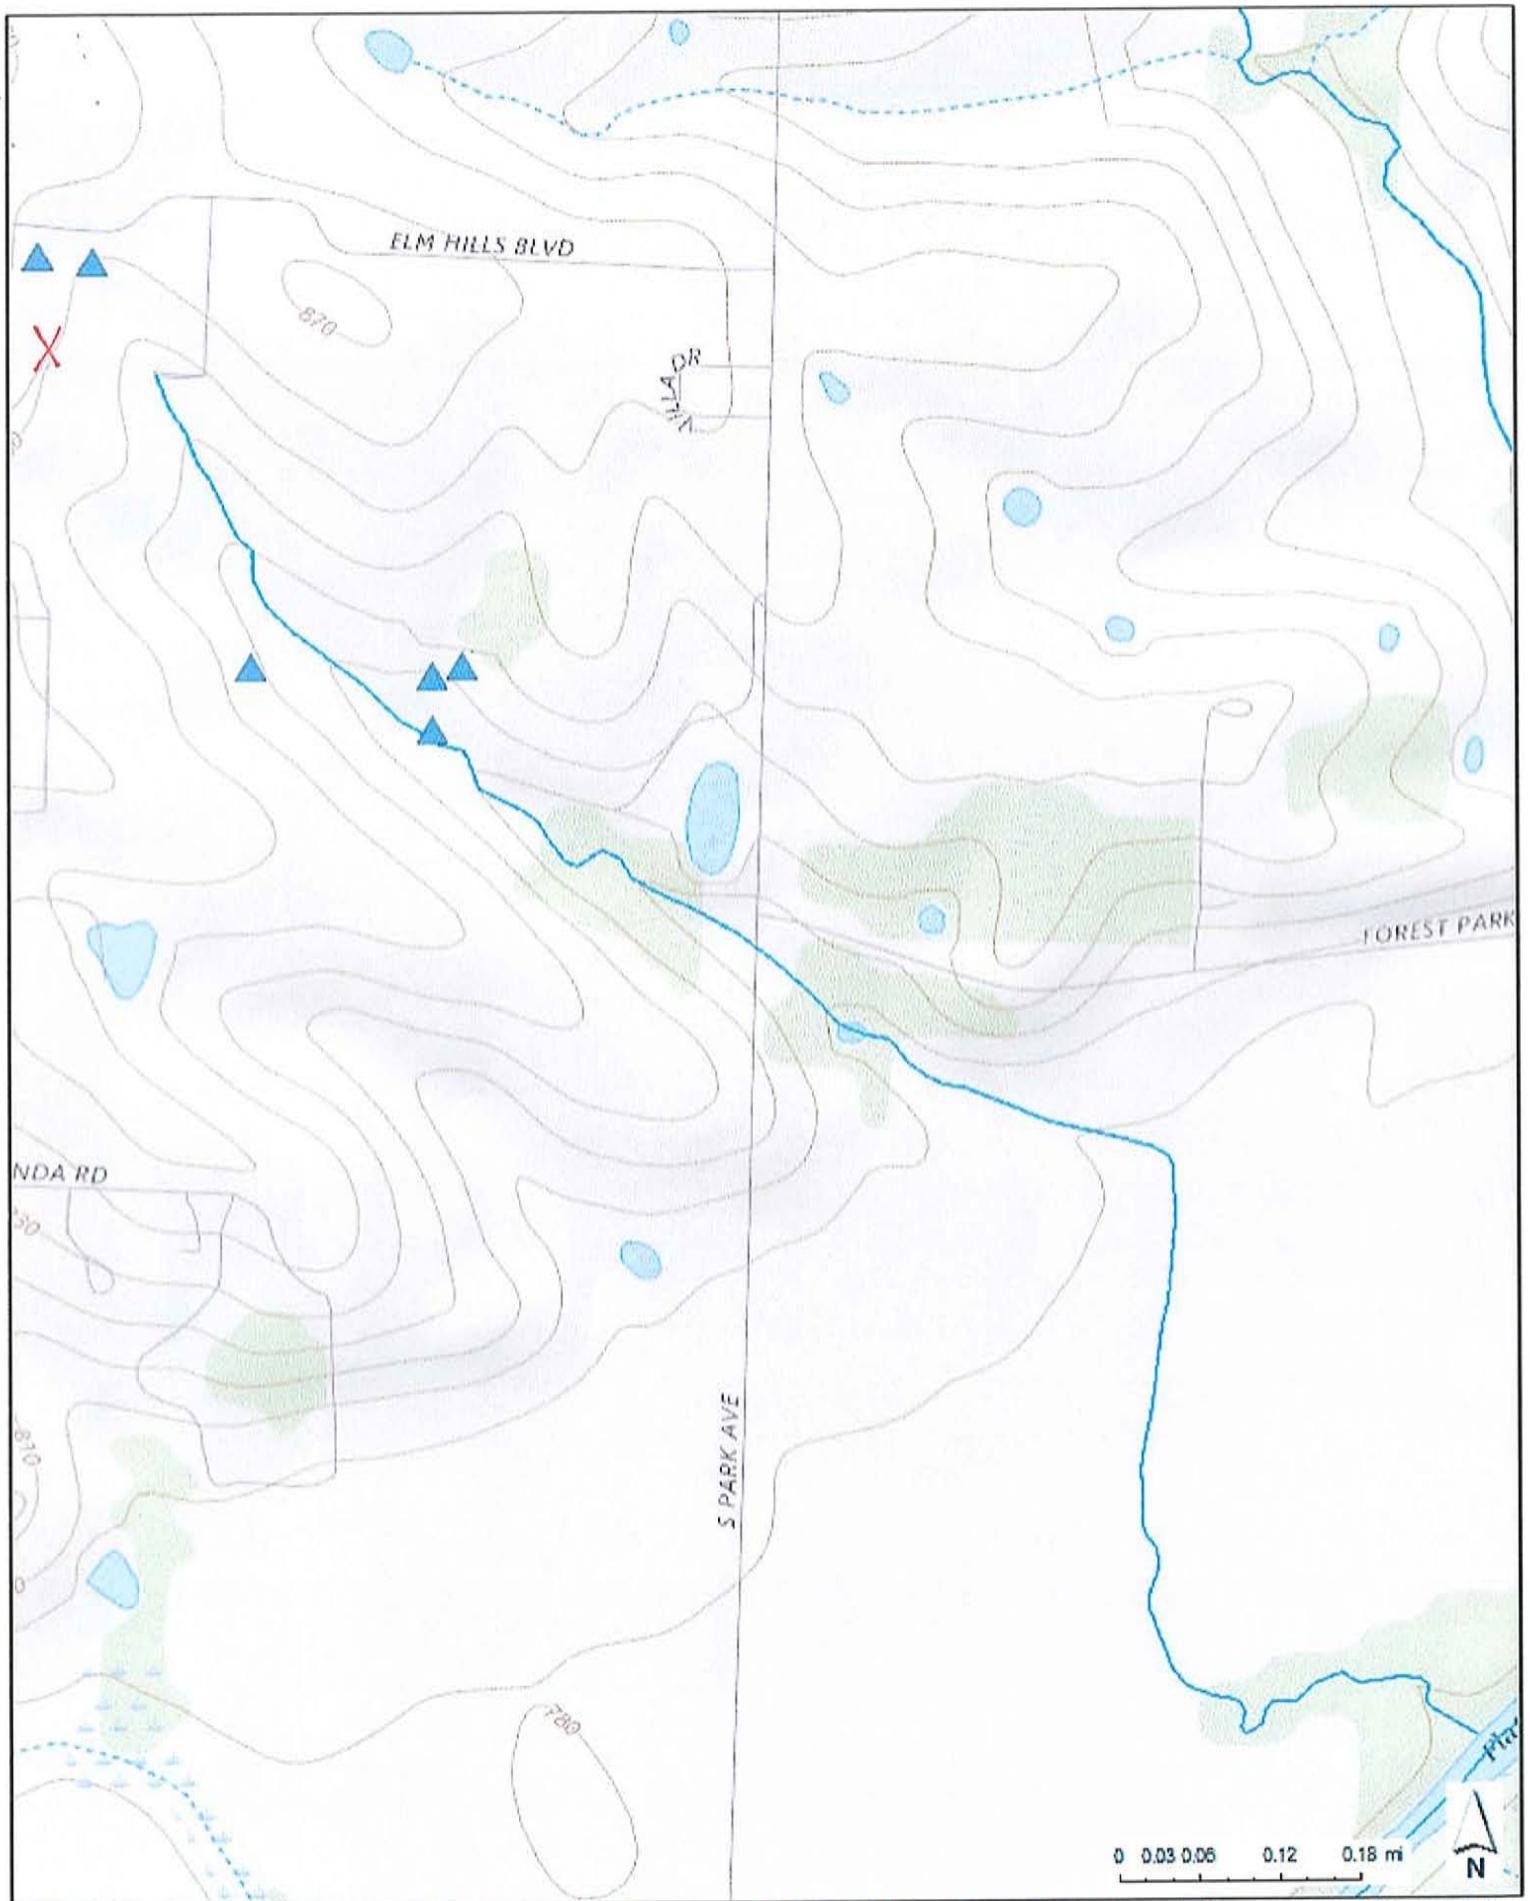 ELM HILLS BLVD
870
VILLA DR
FOREST PARK
NDA RD
810
S PARK AVE
780
0 0.03 0.06 0.12 0.18 mi
N